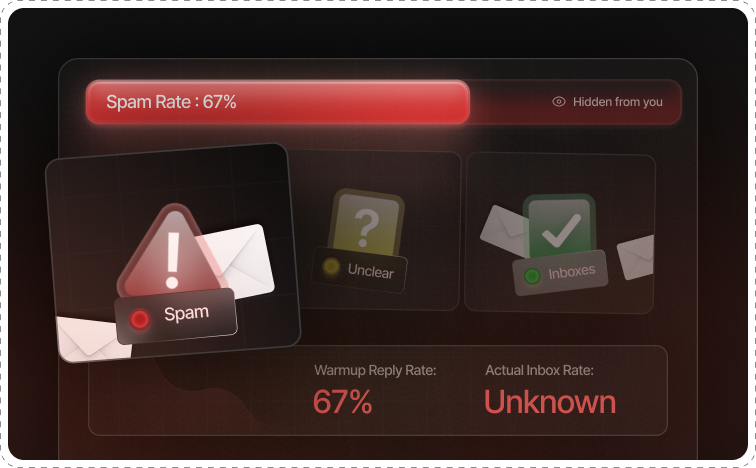 Spam Rate : 67%
Hidden from you
Spam
?
Unclear
Inboxes
Warmup Reply Rate:
67%
Actual Inbox Rate:
Unknown